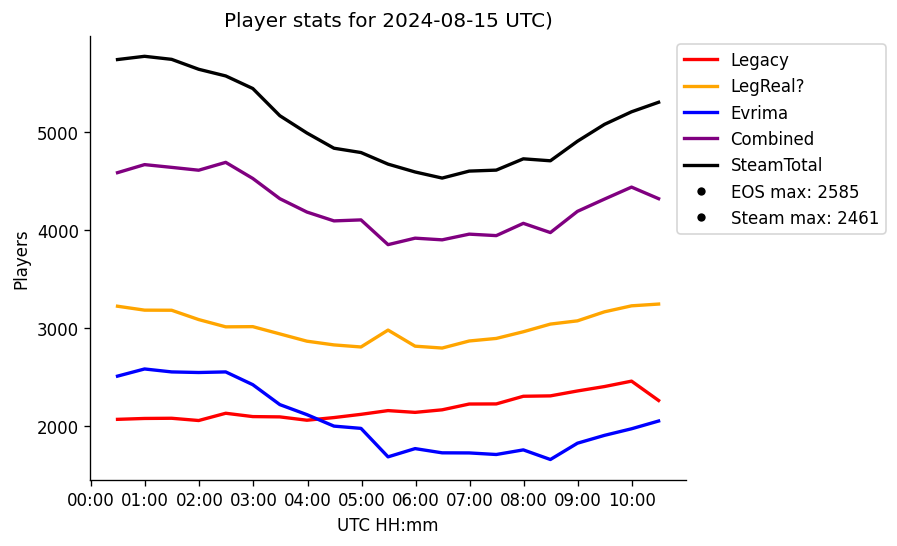 Player stats for 2024-08-15 UTC)
Legacy
LegReal?
Evrima
Combined
SteamTotal
EOS max: 2585
Steam max: 2461
Players
5000
4000
3000
2000
00:00 01:00 02:00 03:00 04:00 05:00 06:00 07:00 08:00 09:00 10:00
UTC HH:mm